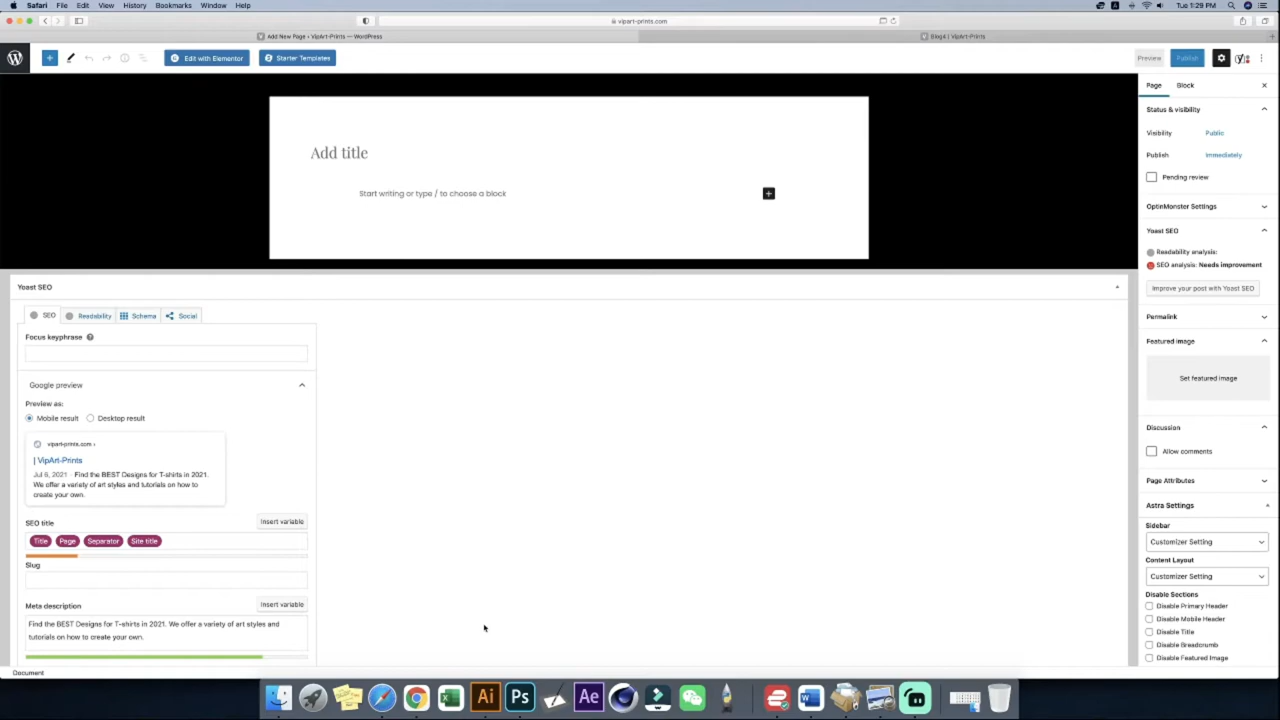 Safari File Edit View History Bookmarks Window Help
Tue 1:29 PM
vipart-prints.com
Add New Page ‹ VipArt-Prints — WordPress
Blog4 | VipArt-Prints
Edit with Elementor
Starter Templates
Preview
Publish
Add title
Start writing or type / to choose a block
Page
Block
Status & visibility
Visibility
Public
Publish
Immediately
Pending review
OptinMonster Settings
Yoast SEO
Readability analysis:
SEO analysis: Needs improvement
Improve your post with Yoast SEO
Permalink
Featured image
Set featured image
Discussion
Allow comments
Page Attributes
Astra Settings
Sidebar
Customizer Setting
Content Layout
Customizer Setting
Disable Sections
Disable Primary Header
Disable Mobile Header
Disable Title
Disable Breadcrumb
Disable Featured Image
Yoast SEO
SEO
Readability
Schema
Social
Focus keyphrase
Google preview
Preview as:
Mobile result
Desktop result
vipart-prints.com ›
| VipArt-Prints
Jul 6, 2021 · Find the BEST Designs for T-shirts in 2021.
We offer a variety of art styles and tutorials on how to
create your own.
SEO title
Insert variable
Title
Page
Separator
Site title
Slug
Meta description
Insert variable
Find the BEST Designs for T-shirts in 2021. We offer a variety of art styles and
tutorials on how to create your own.
Document
Ai
Ps
Ae